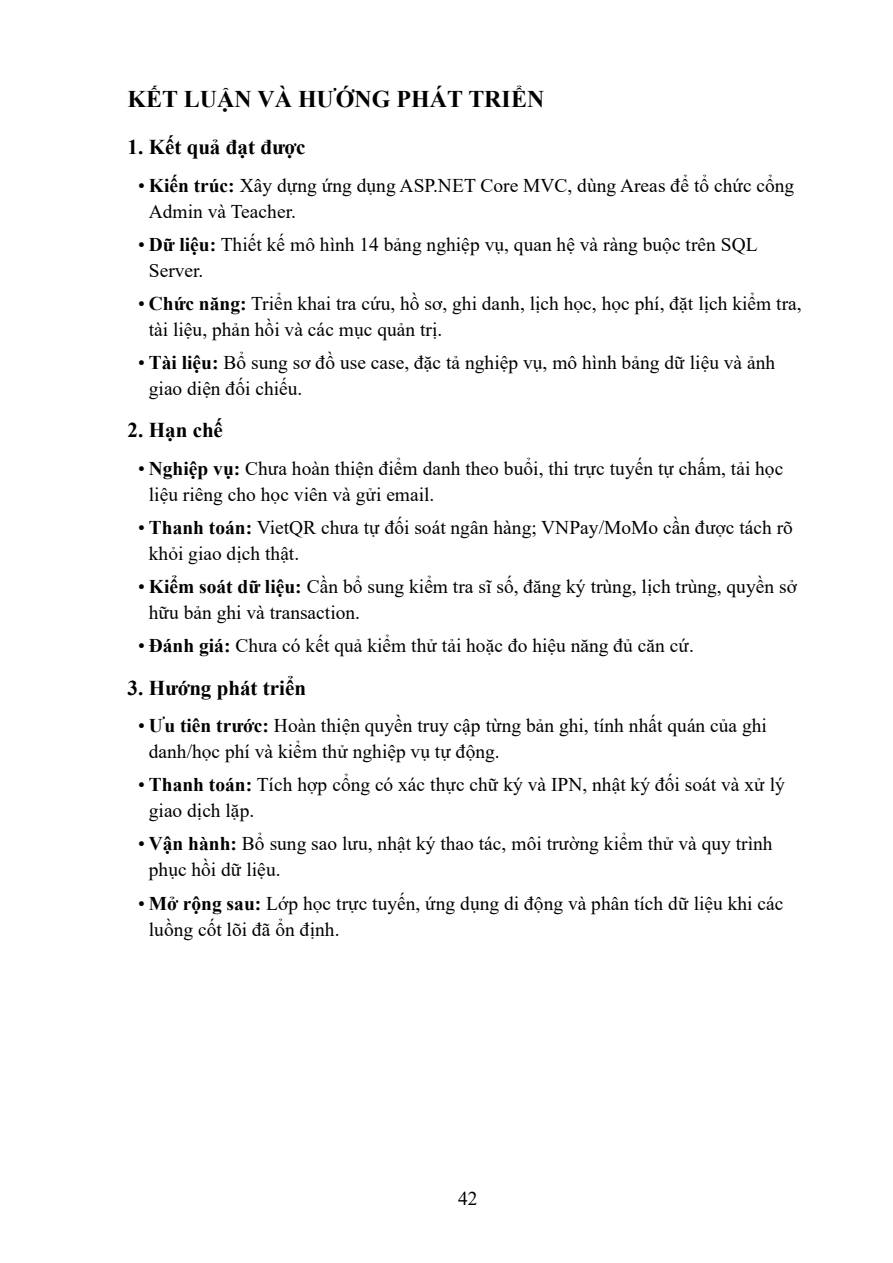 KẾT LUẬN VÀ HƯỚNG PHÁT TRIỂN
1. Kết quả đạt được
• Kiến trúc: Xây dựng ứng dụng ASP.NET Core MVC, dùng Areas để tổ chức cổng
Admin và Teacher.
• Dữ liệu: Thiết kế mô hình 14 bảng nghiệp vụ, quan hệ và ràng buộc trên SQL
Server.
• Chức năng: Triển khai tra cứu, hồ sơ, ghi danh, lịch học, học phí, đặt lịch kiểm tra,
tài liệu, phản hồi và các mục quản trị.
• Tài liệu: Bổ sung sơ đồ use case, đặc tả nghiệp vụ, mô hình bảng dữ liệu và ảnh
giao diện đối chiếu.
2. Hạn chế
• Nghiệp vụ: Chưa hoàn thiện điểm danh theo buổi, thi trực tuyến tự chấm, tải học
liệu riêng cho học viên và gửi email.
• Thanh toán: VietQR chưa tự đối soát ngân hàng; VNPay/MoMo cần được tách rõ
khỏi giao dịch thật.
• Kiểm soát dữ liệu: Cần bổ sung kiểm tra sĩ số, đăng ký trùng, lịch trùng, quyền sở
hữu bản ghi và transaction.
• Đánh giá: Chưa có kết quả kiểm thử tải hoặc đo hiệu năng đủ căn cứ.
3. Hướng phát triển
• Ưu tiên trước: Hoàn thiện quyền truy cập từng bản ghi, tính nhất quán của ghi
danh/học phí và kiểm thử nghiệp vụ tự động.
• Thanh toán: Tích hợp cổng có xác thực chữ ký và IPN, nhật ký đối soát và xử lý
giao dịch lặp.
• Vận hành: Bổ sung sao lưu, nhật ký thao tác, môi trường kiểm thử và quy trình
phục hồi dữ liệu.
• Mở rộng sau: Lớp học trực tuyến, ứng dụng di động và phân tích dữ liệu khi các
luồng cốt lõi đã ổn định.
42